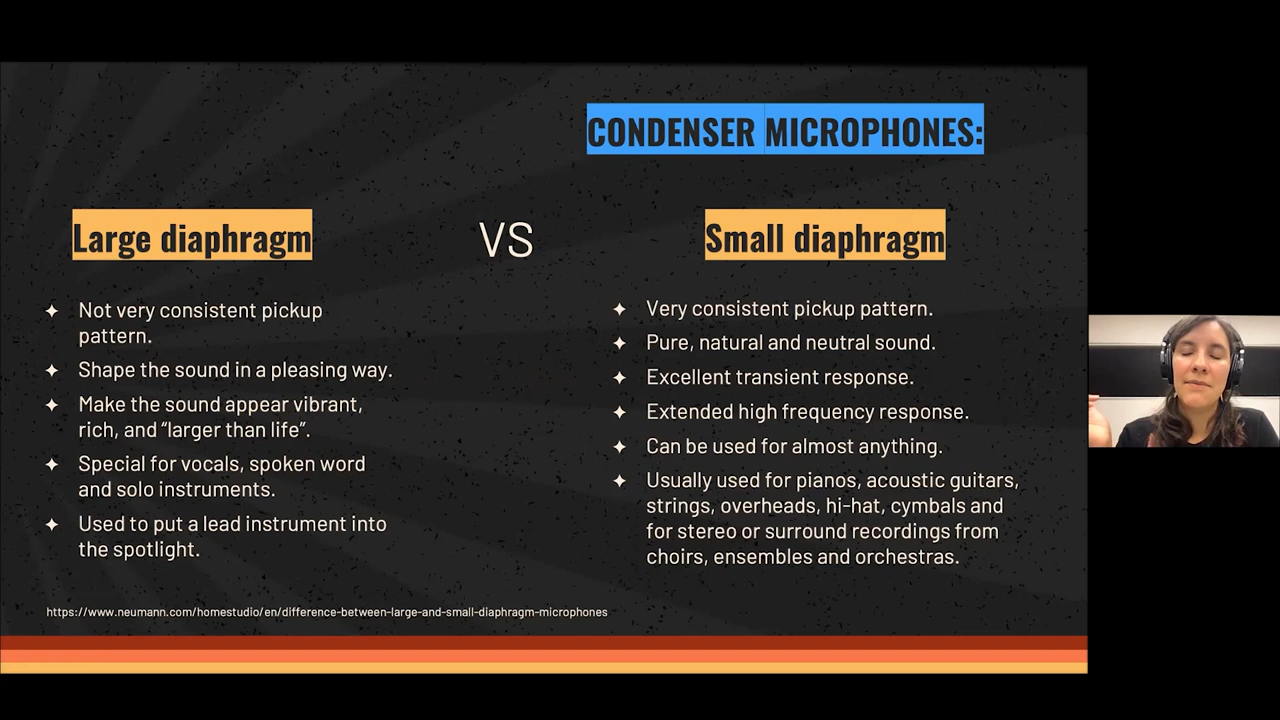 CONDENSER MICROPHONES:
Large diaphragm
VS
Small diaphragm
✦ Not very consistent pickup
pattern.
✦ Shape the sound in a pleasing way.
✦ Make the sound appear vibrant,
rich, and “larger than life”.
✦ Special for vocals, spoken word
and solo instruments.
✦ Used to put a lead instrument into
the spotlight.
✦ Very consistent pickup pattern.
✦ Pure, natural and neutral sound.
✦ Excellent transient response.
✦ Extended high frequency response.
✦ Can be used for almost anything.
✦ Usually used for pianos, acoustic guitars,
strings, overheads, hi-hat, cymbals and
for stereo or surround recordings from
choirs, ensembles and orchestras.
https://www.neumann.com/homestudio/en/difference-between-large-and-small-diaphragm-microphones